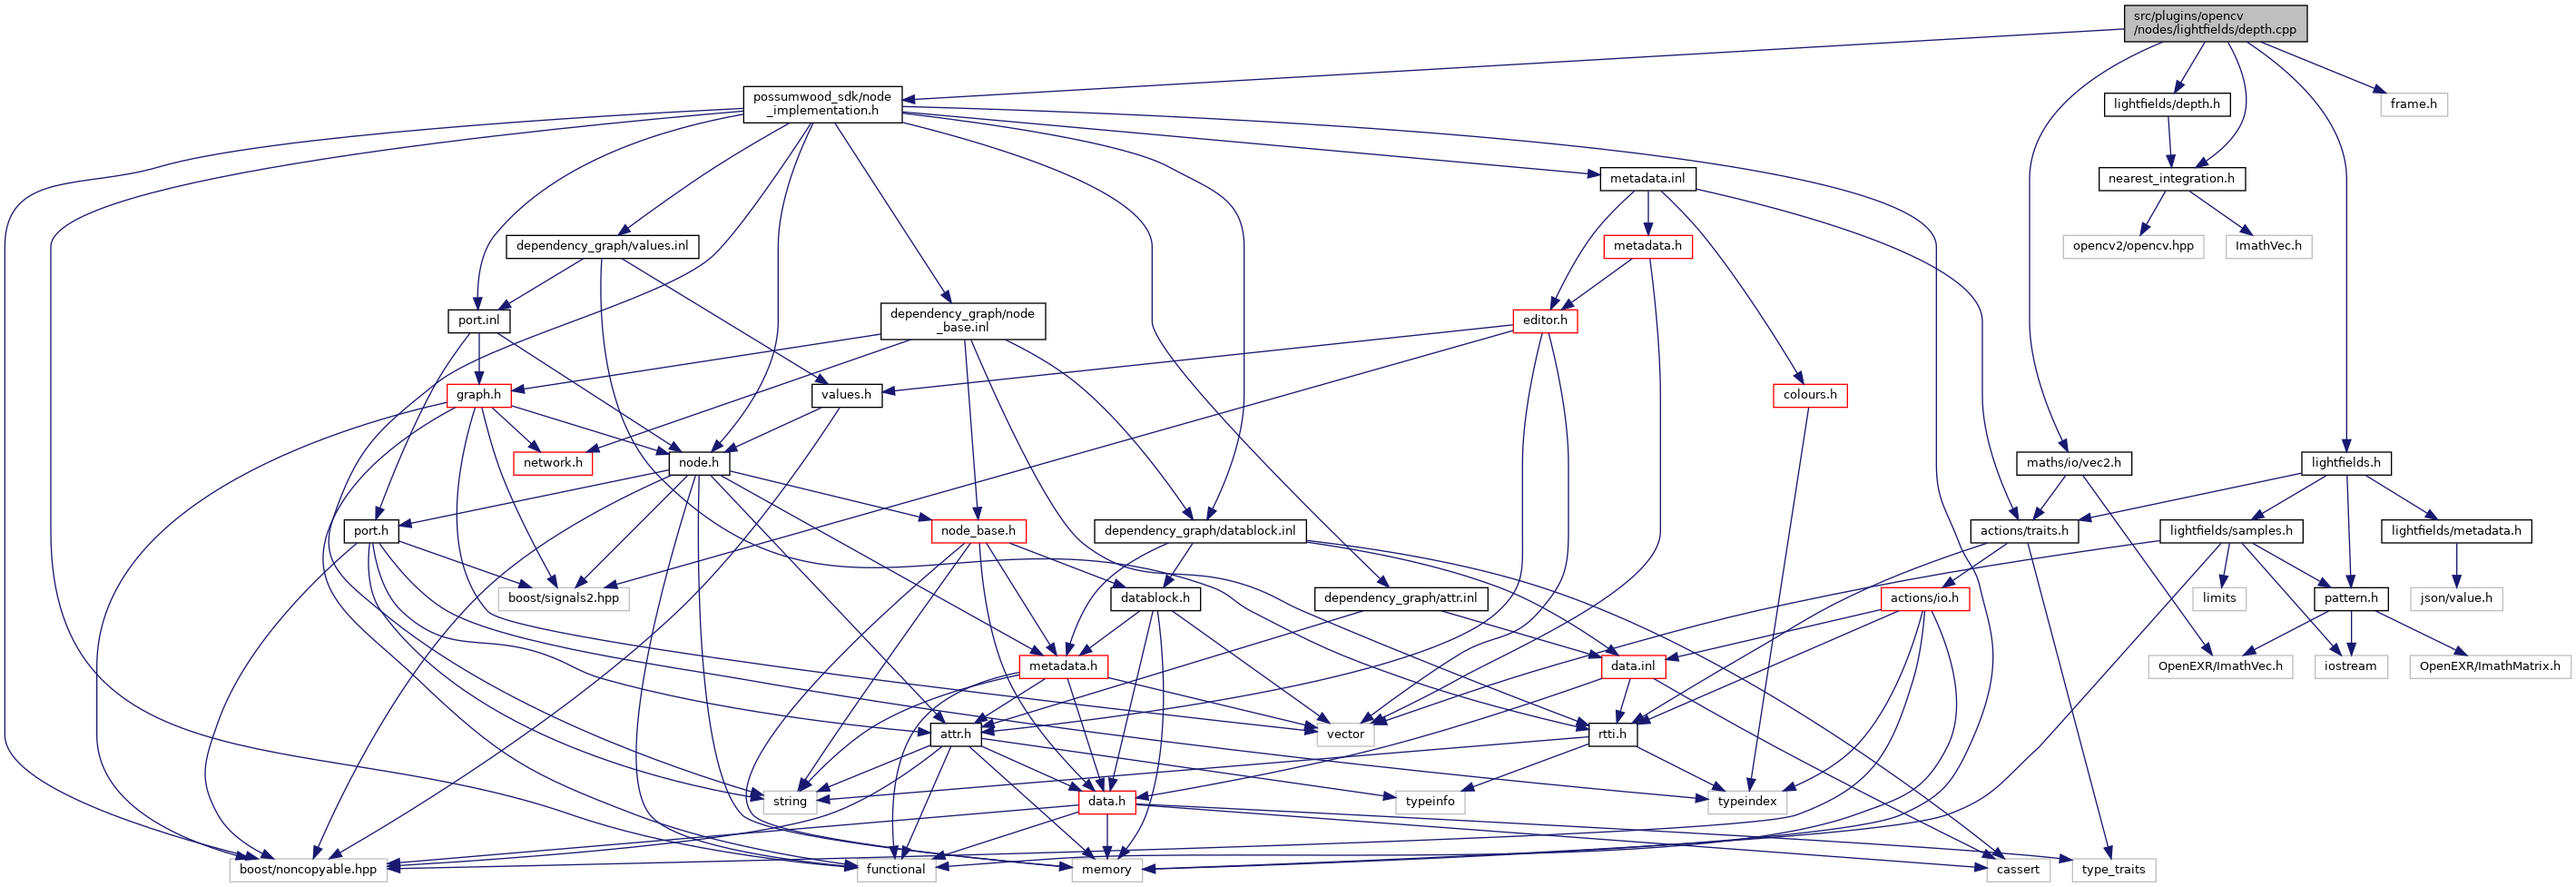 src/plugins/opencv
/nodes/lightfields/depth.cpp
possumwood_sdk/node
_implementation.h
lightfields/depth.h
frame.h
metadata.inl
nearest_integration.h
dependency_graph/values.inl
metadata.h
opencv2/opencv.hpp
ImathVec.h
port.inl
dependency_graph/node
_base.inl
editor.h
graph.h
values.h
colours.h
network.h
node.h
maths/io/vec2.h
lightfields.h
port.h
node_base.h
dependency_graph/datablock.inl
actions/traits.h
lightfields/samples.h
lightfields/metadata.h
boost/signals2.hpp
datablock.h
dependency_graph/attr.inl
actions/io.h
limits
pattern.h
json/value.h
metadata.h
data.inl
OpenEXR/ImathVec.h
iostream
OpenEXR/ImathMatrix.h
attr.h
vector
rtti.h
string
data.h
typeinfo
typeindex
boost/noncopyable.hpp
functional
memory
cassert
type_traits